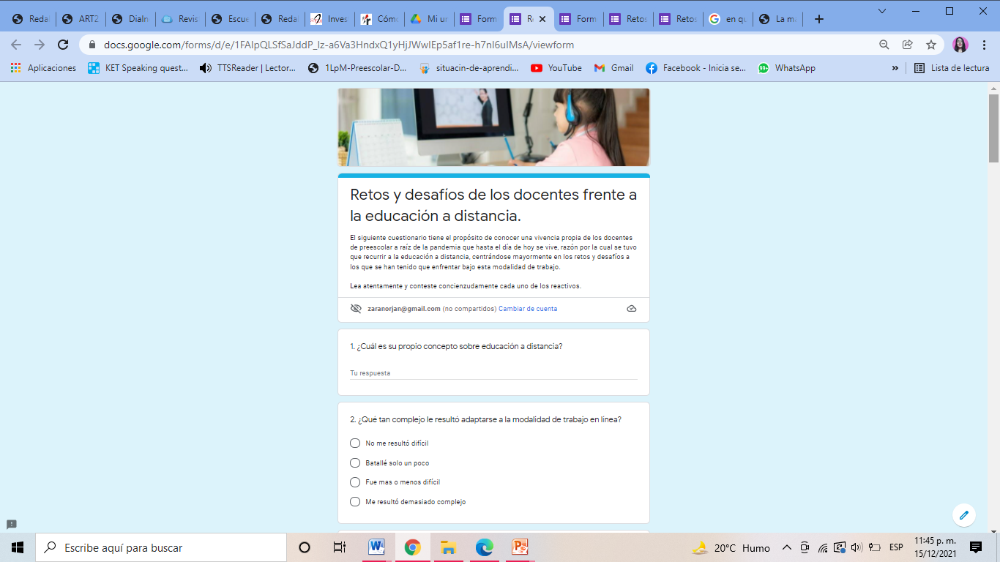 Reda
ART2
Dialn
Revis
Escue
Reda
Inves
Cómo
Mi un
Form
Re
Form
Retos
Retos
en qu
La ma
docs.google.com/forms/d/e/1FAIpQLSfSaJddP_Iz-a6Va3HndxQ1yHjJWwIEp5af1re-h7nI6uIMsA/viewform
Aplicaciones
KET Speaking quest...
TTSReader | Lector...
1LpM-Preescolar-D...
situacin-de-aprendi...
YouTube
Gmail
Facebook - Inicia se...
99+
WhatsApp
»
Lista de lectura
Retos y desafíos de los docentes frente a
la educación a distancia.
El siguiente cuestionario tiene el propósito de conocer una vivencia propia de los docentes
de preescolar a raíz de la pandemia que hasta el día de hoy se vive, razón por la cual se tuvo
que recurrir a la educación a distancia, centrándose mayormente en los retos y desafíos a
los que se han tenido que enfrentar bajo esta modalidad de trabajo.
Lea atentamente y conteste concienzudamente cada uno de los reactivos.
zaranorjan@gmail.com (no compartidos) Cambiar de cuenta
1. ¿Cuál es su propio concepto sobre educación a distancia?
Tu respuesta
2. ¿Qué tan complejo le resultó adaptarse a la modalidad de trabajo en línea?
No me resultó difícil
Batallé solo un poco
Fue mas o menos difícil
Me resultó demasiado complejo
Escribe aquí para buscar
20°C Humo
ESP
11:45 p. m.
15/12/2021